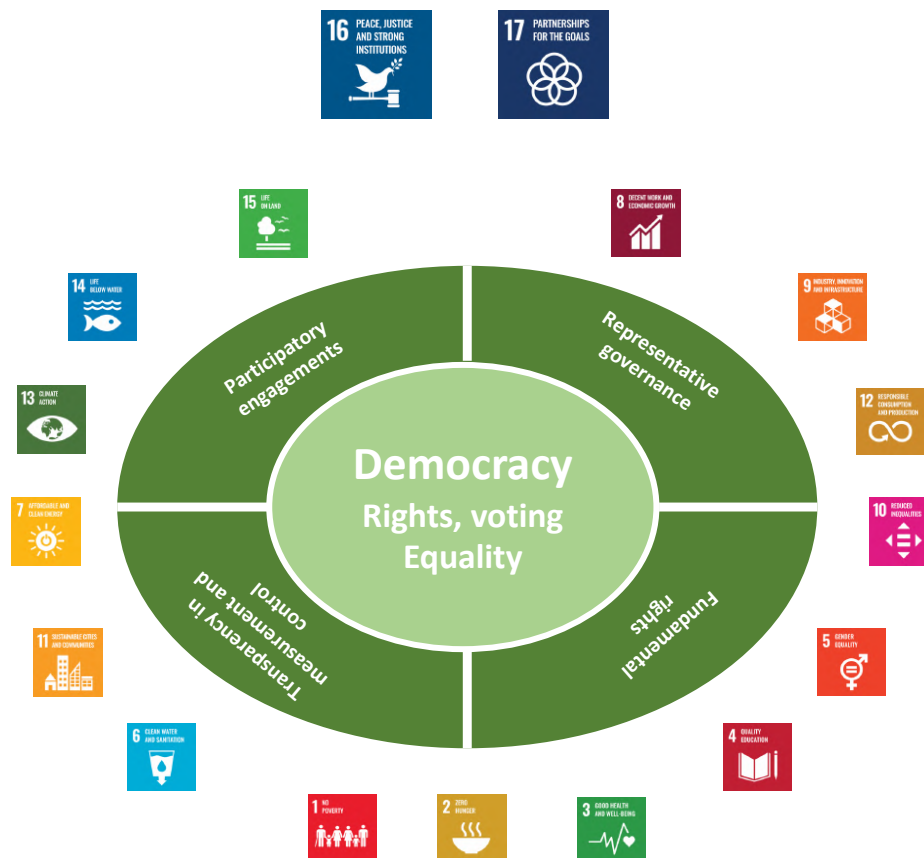 16 PEACE, JUSTICE
AND STRONG
INSTITUTIONS
17 PARTNERSHIPS
FOR THE GOALS
15 LIFE
ON LAND
8 DECENT WORK AND
ECONOMIC GROWTH
14 LIFE
BELOW WATER
9 INDUSTRY, INNOVATION
AND INFRASTRUCTURE
Participatory
engagements
Representative
governance
13 CLIMATE
ACTION
12 RESPONSIBLE
CONSUMPTION
AND PRODUCTION
Democracy
Rights, voting
Equality
7 AFFORDABLE AND
CLEAN ENERGY
10 REDUCED
INEQUALITIES
Transparency in
measurement and
control
Fundamental
rights
11 SUSTAINABLE CITIES
AND COMMUNITIES
5 GENDER
EQUALITY
6 CLEAN WATER
AND SANITATION
4 QUALITY
EDUCATION
1 NO
POVERTY
2 ZERO
HUNGER
3 GOOD HEALTH
AND WELL-BEING